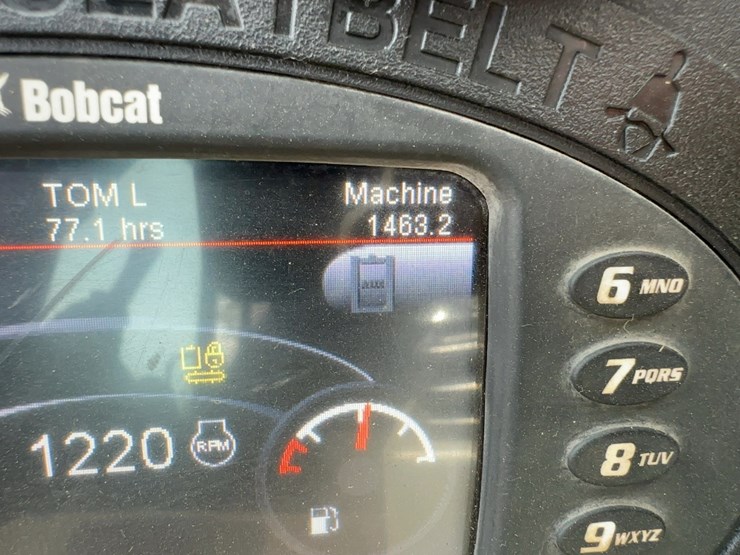 SEATBELT
Bobcat
TOM L
77.1 hrs
Machine
1463.2
1220 RPM
6 MNO
7 PQRS
8 TUV
9 WXYZ